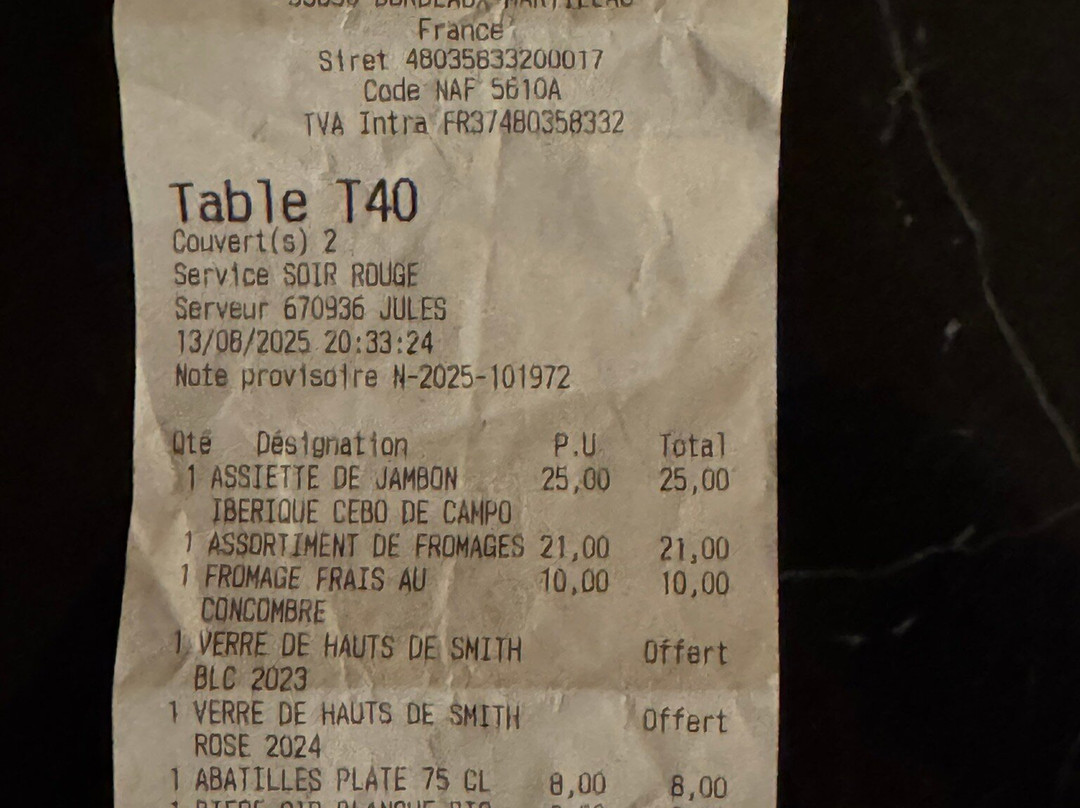 France
Siret 48035833200017
Code NAF 5610A
TVA Intra FR37480358332
Table T40
Couvert(s) 2
Service SOIR ROUGE
Serveur 670936 JULES
13/08/2025 20:33:24
Note provisoire N-2025-101972
Qté Désignation P.U Total
1 ASSIETTE DE JAMBON 25,00 25,00
IBERIQUE CEBO DE CAMPO
1 ASSORTIMENT DE FROMAGES 21,00 21,00
1 FROMAGE FRAIS AU 10,00 10,00
CONCOMBRE
1 VERRE DE HAUTS DE SMITH Offert
BLC 2023
1 VERRE DE HAUTS DE SMITH Offert
ROSE 2024
1 ABATILLES PLATE 75 CL 8,00 8,00